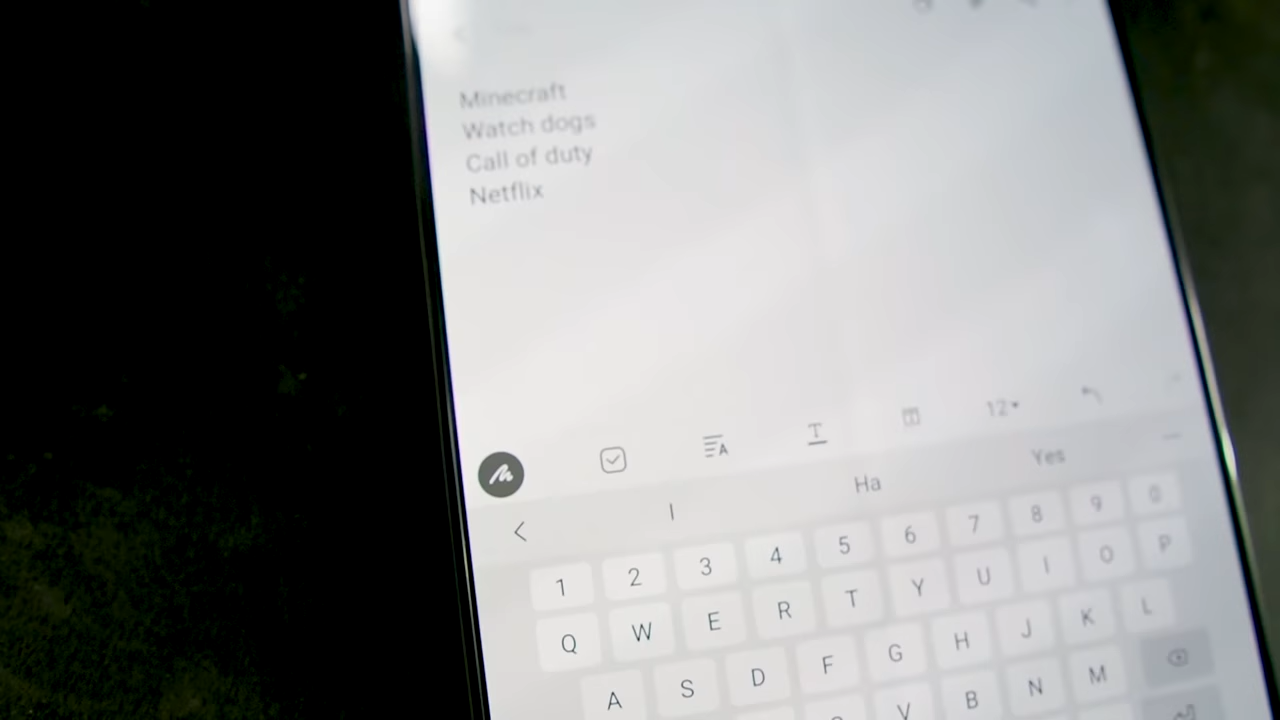 Minecraft
Watch dogs
Call of duty
Netflix
12
I Ha Yes
1 2 3 4 5 6 7 8 9 0
Q W E R T Y U I O P
A S D F G H J K L
V B N M